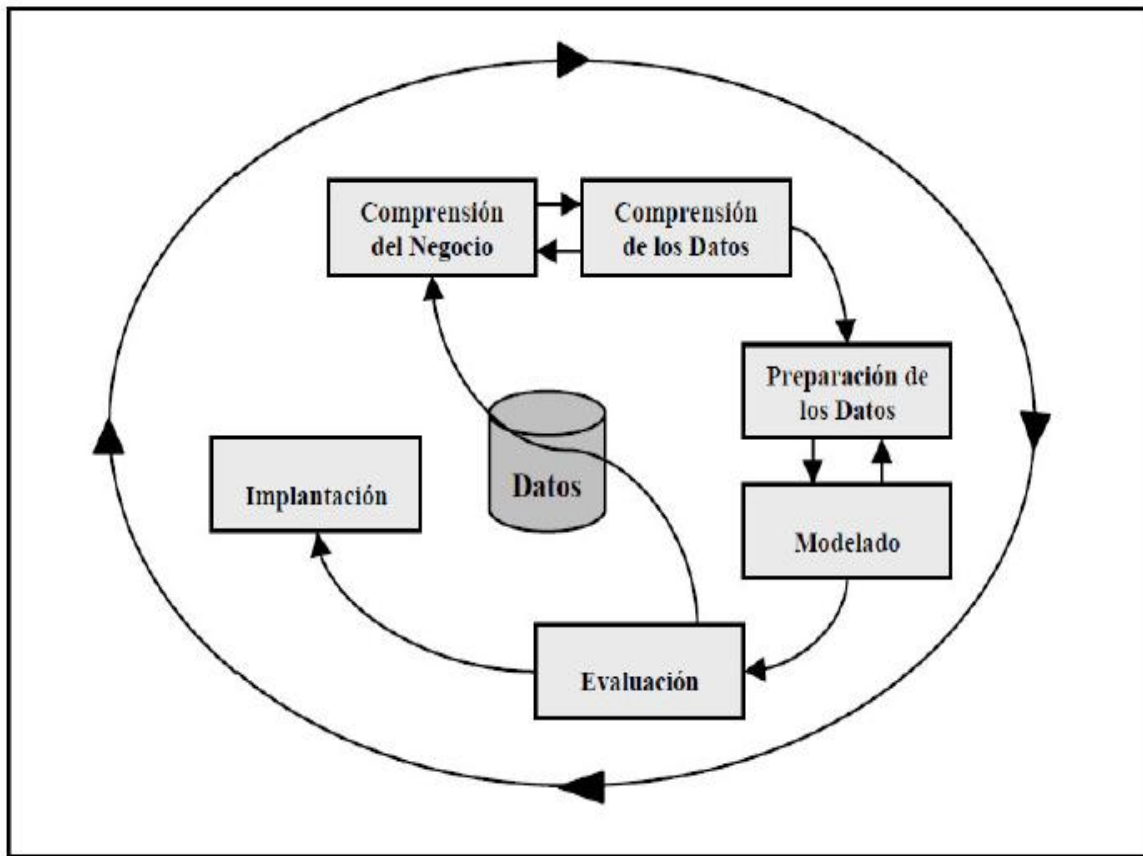 Comprensión
del Negocio
Comprensión
de los Datos
Preparación de
los Datos
Modelado
Evaluación
Implantación
Datos